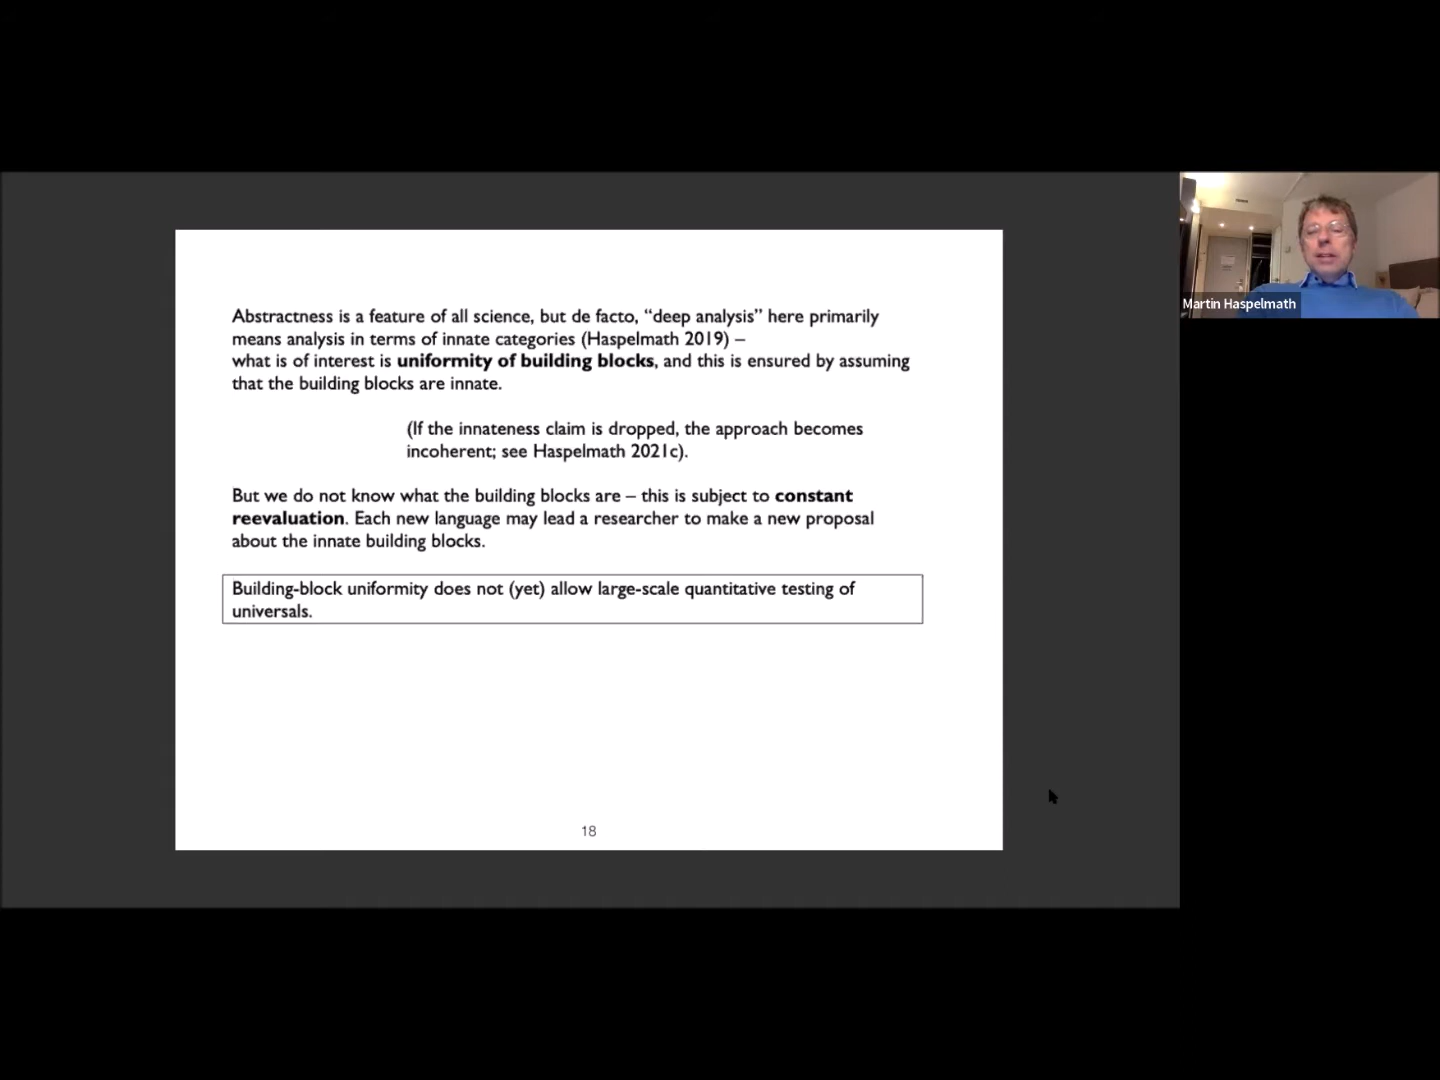 Abstractness is a feature of all science, but de facto, “deep analysis” here primarily
means analysis in terms of innate categories (Haspelmath 2019) –
what is of interest is uniformity of building blocks, and this is ensured by assuming
that the building blocks are innate.
(If the innateness claim is dropped, the approach becomes
incoherent; see Haspelmath 2021c).
But we do not know what the building blocks are – this is subject to constant
reevaluation. Each new language may lead a researcher to make a new proposal
about the innate building blocks.
Building-block uniformity does not (yet) allow large-scale quantitative testing of
universals.
18
Martin Haspelmath